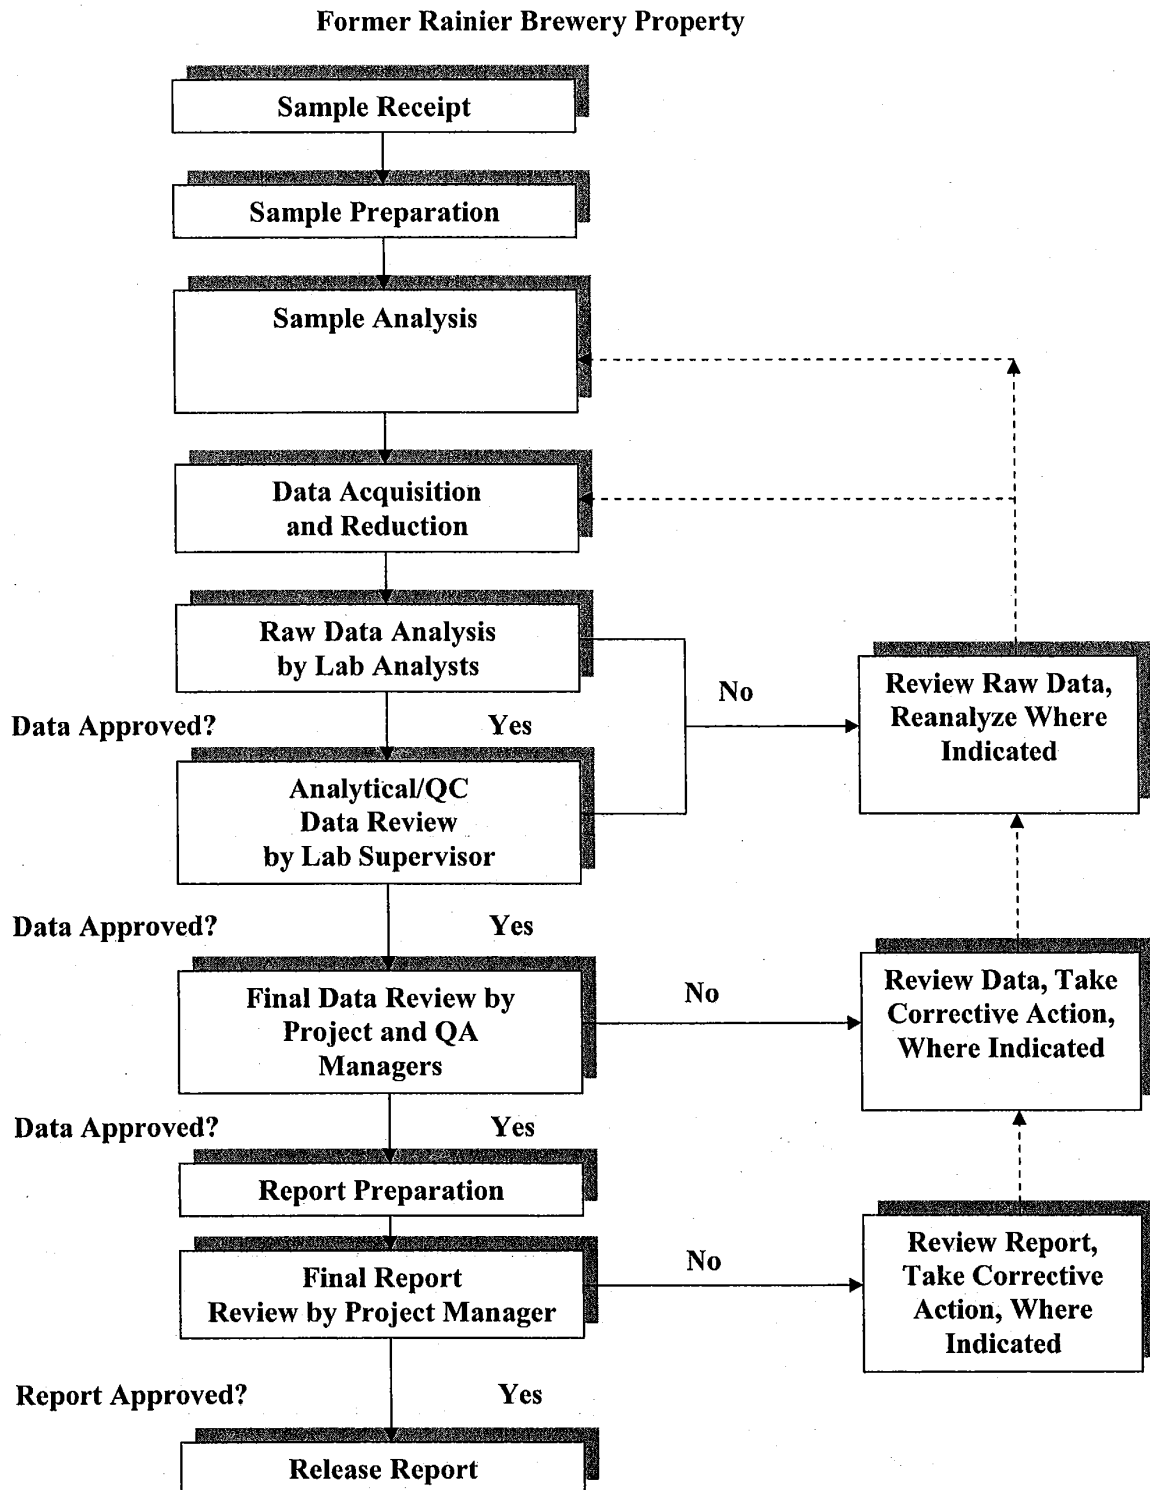 Former Rainier Brewery Property
Sample Receipt
Sample Preparation
Sample Analysis
Data Acquisition
and Reduction
Raw Data Analysis
by Lab Analysts
No
Review Raw Data,
Reanalyze Where
Indicated
Data Approved?
Yes
Analytical/QC
Data Review
by Lab Supervisor
Data Approved?
Yes
Final Data Review by
Project and QA
Managers
No
Review Data, Take
Corrective Action,
Where Indicated
Data Approved?
Yes
Report Preparation
Final Report
Review by Project Manager
No
Review Report,
Take Corrective
Action, Where
Indicated
Report Approved?
Yes
Release Report